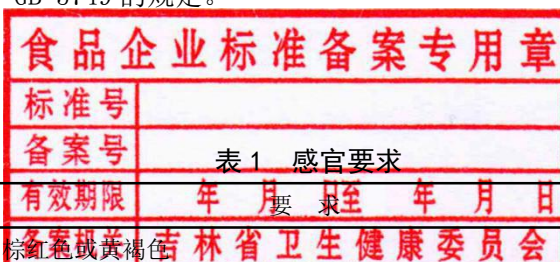 GB 5749 的规定。
食品企业标准备案专用章
标准号
备案号
表1 感官要求
有效期限 年 月 日至 年 月 日
要 求
备案机关 吉林省卫生健康委员会
棕红色或黄褐色